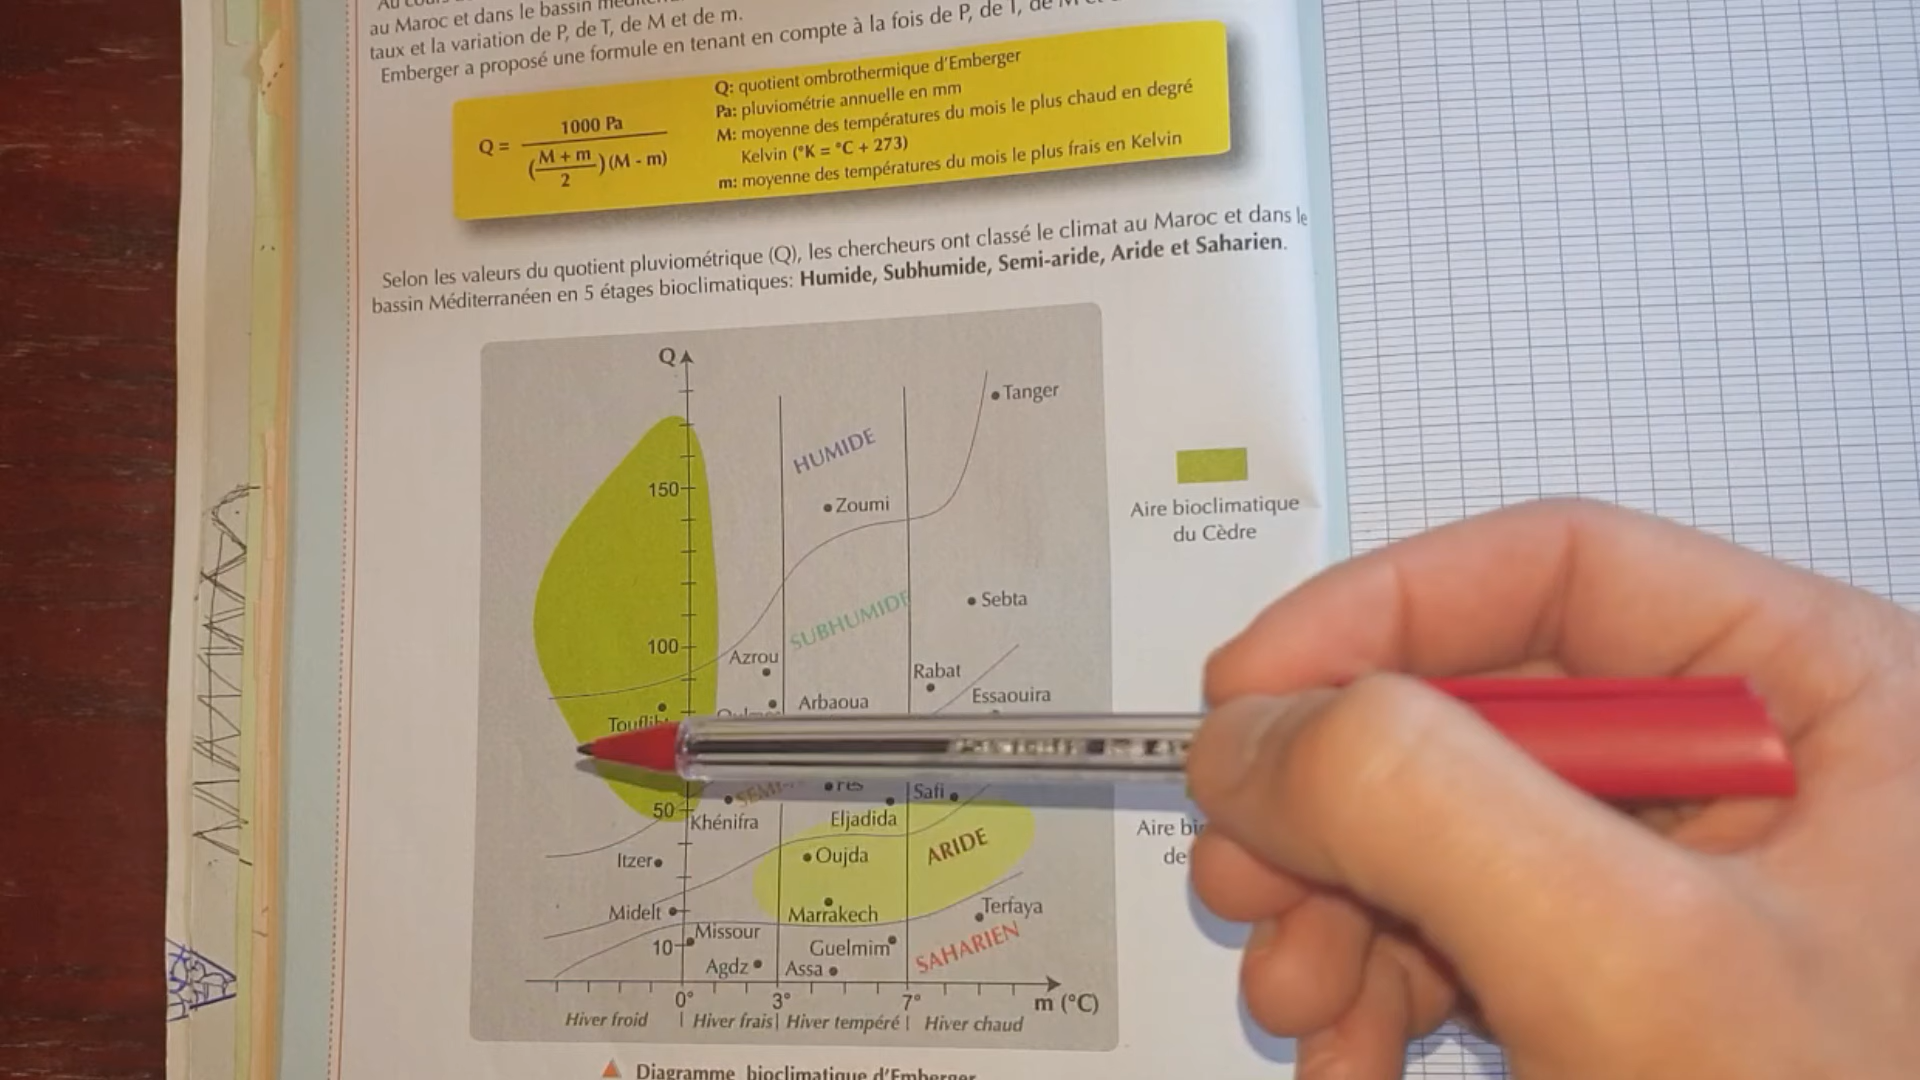 au Maroc et dans le bassin
taux et la variation de P, de T, de M et de m.
Emberger a proposé une formule en tenant en compte à la fois de P, de T, de
Q = 1000 Pa
(M + m / 2) (M - m)
Q: quotient ombrothermique d'Emberger
Pa: pluviométrie annuelle en mm
M: moyenne des températures du mois le plus chaud en degré
Kelvin (°K = °C + 273)
m: moyenne des températures du mois le plus frais en Kelvin
Selon les valeurs du quotient pluviométrique (Q), les chercheurs ont classé le climat au Maroc et dans le
bassin Méditerranéen en 5 étages bioclimatiques: Humide, Subhumide, Semi-aride, Aride et Saharien.
Q
Tanger
HUMIDE
150
Zoumi
Aire bioclimatique
du Cèdre
SUBHUMIDE
Sebta
100
Azrou
Rabat
Arbaoua
Essaouira
Safi
50
Khénifra
Eljadida
Aire
de
Itzer
Oujda
ARIDE
Midelt
Marrakech
Terfaya
Missour
10
Guelmim
SAHARIEN
Agdz
Assa
0° 3° 7° m (°C)
Hiver froid | Hiver frais | Hiver tempéré | Hiver chaud
Diagramme bioclimatique d'Emberger